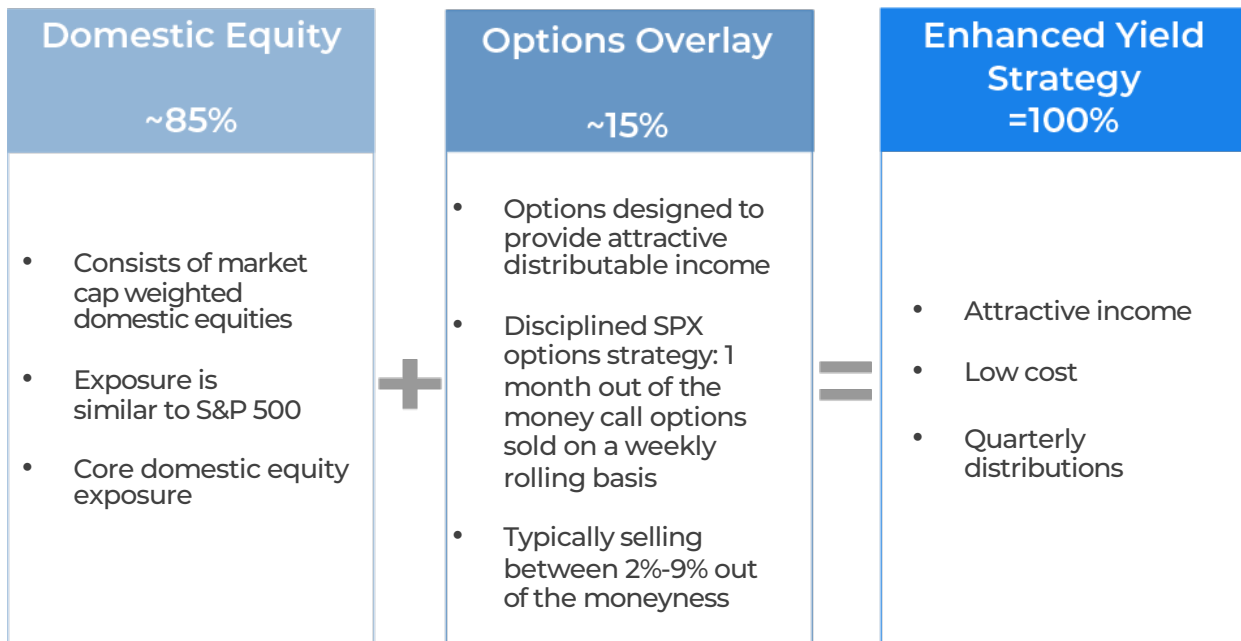 Domestic Equity
~85%
• Consists of market
cap weighted
domestic equities
• Exposure is
similar to S&P 500
• Core domestic equity
exposure
+
Options Overlay
~15%
• Options designed to
provide attractive
distributable income
• Disciplined SPX
options strategy: 1
month out of the
money call options
sold on a weekly
rolling basis
• Typically selling
between 2%-9% out
of the moneyness
=
Enhanced Yield
Strategy
=100%
• Attractive income
• Low cost
• Quarterly
distributions